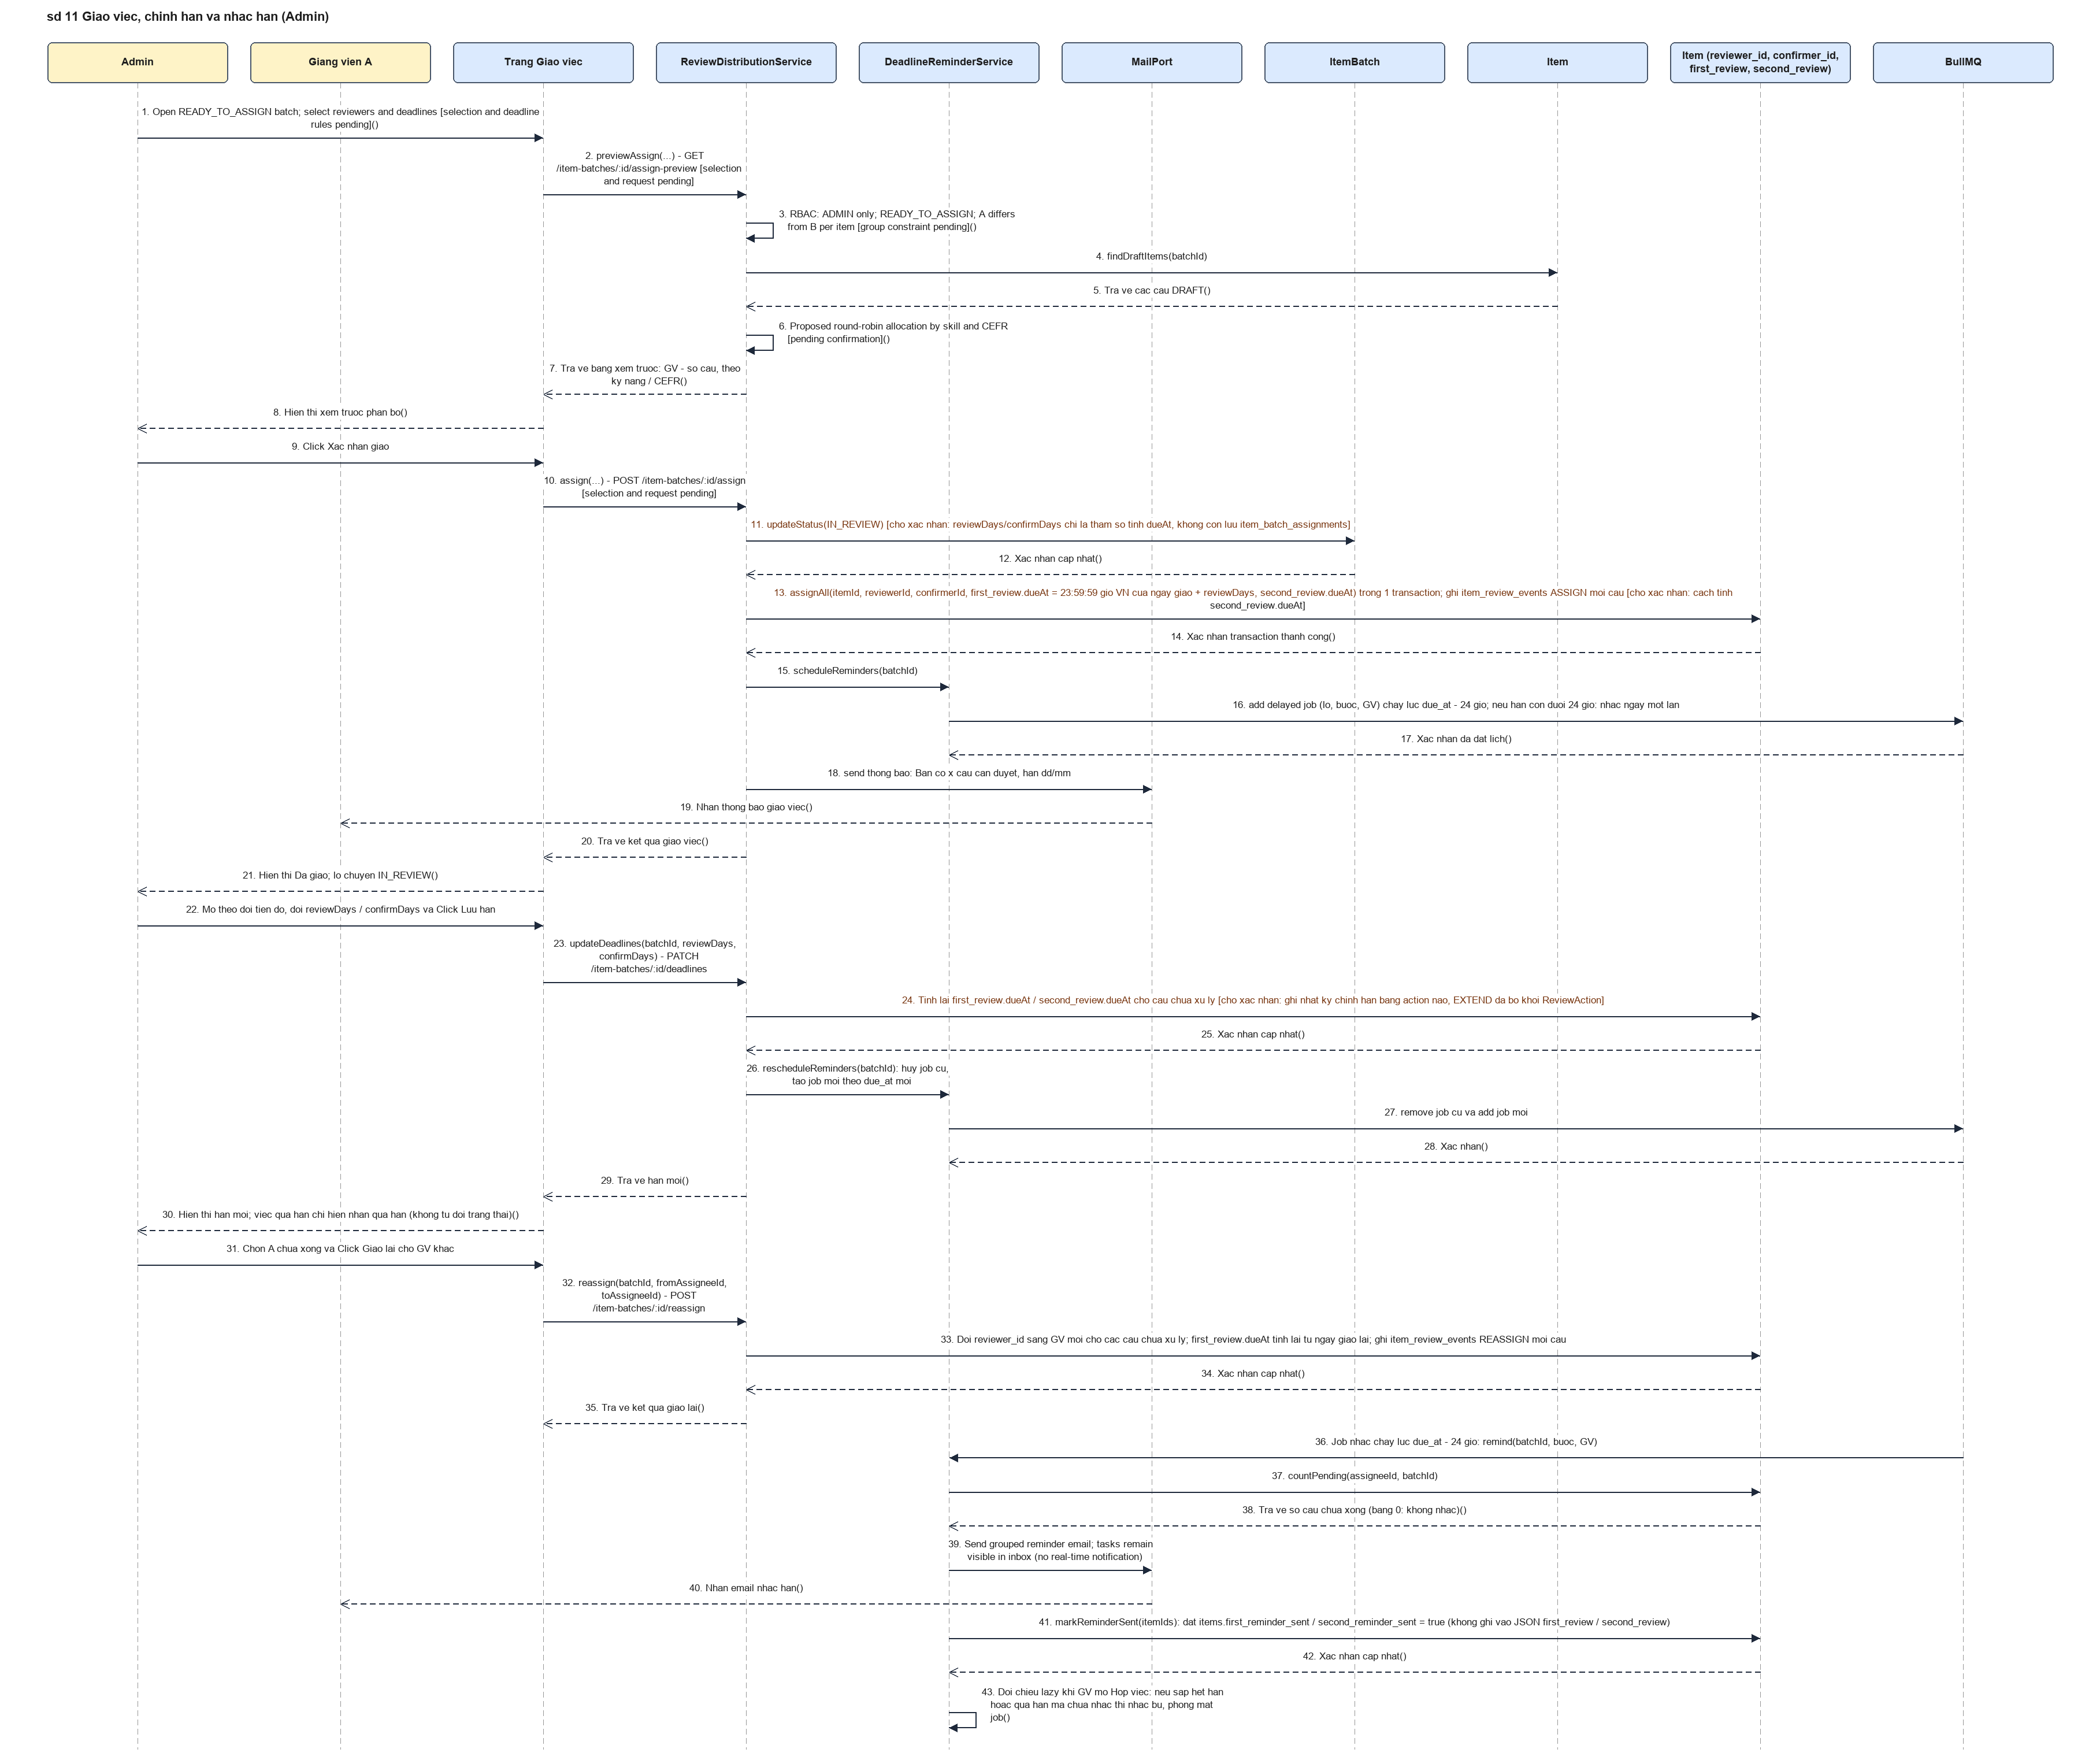 sd 11 Giao viec, chinh han va nhac han (Admin)
Admin
Giang vien A
Trang Giao viec
ReviewDistributionService
DeadlineReminderService
MailPort
ItemBatch
Item
Item (reviewer_id, confirmer_id,
first_review, second_review)
BullMQ
1. Open READY_TO_ASSIGN batch; select reviewers and deadlines [selection and deadline
rules pending]()
2. previewAssign(...) - GET
/item-batches/:id/assign-preview [selection
and request pending]
3. RBAC: ADMIN only; READY_TO_ASSIGN; A differs
from B per item [group constraint pending]()
4. findDraftItems(batchId)
5. Tra ve cac cau DRAFT()
6. Proposed round-robin allocation by skill and CEFR
[pending confirmation]()
7. Tra ve bang xem truoc: GV - so cau, theo
ky nang / CEFR()
8. Hien thi xem truoc phan bo()
9. Click Xac nhan giao
10. assign(...) - POST /item-batches/:id/assign
[selection and request pending]
11. updateStatus(IN_REVIEW) [cho xac nhan: reviewDays/confirmDays chi la tham so tinh dueAt, khong con luu item_batch_assignments]
12. Xac nhan cap nhat()
13. assignAll(itemId, reviewerId, confirmerId, first_review.dueAt = 23:59:59 gio VN cua ngay giao + reviewDays, second_review.dueAt) trong 1 transaction; ghi item_review_events ASSIGN moi cau [cho xac nhan: cach tinh
second_review.dueAt]
14. Xac nhan transaction thanh cong()
15. scheduleReminders(batchId)
16. add delayed job (lo, buoc, GV) chay luc due_at - 24 gio; neu han con duoi 24 gio: nhac ngay mot lan
17. Xac nhan da dat lich()
18. send thong bao: Ban co x cau can duyet, han dd/mm
19. Nhan thong bao giao viec()
20. Tra ve ket qua giao viec()
21. Hien thi Da giao; lo chuyen IN_REVIEW()
22. Mo theo doi tien do, doi reviewDays / confirmDays va Click Luu han
23. updateDeadlines(batchId, reviewDays,
confirmDays) - PATCH
/item-batches/:id/deadlines
24. Tinh lai first_review.dueAt / second_review.dueAt cho cau chua xu ly [cho xac nhan: ghi nhat ky chinh han bang action nao, EXTEND da bo khoi ReviewAction]
25. Xac nhan cap nhat()
26. rescheduleReminders(batchId): huy job cu,
tao job moi theo due_at moi
27. remove job cu va add job moi
28. Xac nhan()
29. Tra ve han moi()
30. Hien thi han moi; viec qua han chi hien nhan qua han (khong tu doi trang thai)()
31. Chon A chua xong va Click Giao lai cho GV khac
32. reassign(batchId, fromAssigneeId,
toAssigneeId) - POST
/item-batches/:id/reassign
33. Doi reviewer_id sang GV moi cho cac cau chua xu ly; first_review.dueAt tinh lai tu ngay giao lai; ghi item_review_events REASSIGN moi cau
34. Xac nhan cap nhat()
35. Tra ve ket qua giao lai()
36. Job nhac chay luc due_at - 24 gio: remind(batchId, buoc, GV)
37. countPending(assigneeId, batchId)
38. Tra ve so cau chua xong (bang 0: khong nhac)()
39. Send grouped reminder email; tasks remain
visible in inbox (no real-time notification)
40. Nhan email nhac han()
41. markReminderSent(itemIds): dat items.first_reminder_sent / second_reminder_sent = true (khong ghi vao JSON first_review / second_review)
42. Xac nhan cap nhat()
43. Doi chieu lazy khi GV mo Hop viec: neu sap het han
hoac qua han ma chua nhac thi nhac bu, phong mat
job()